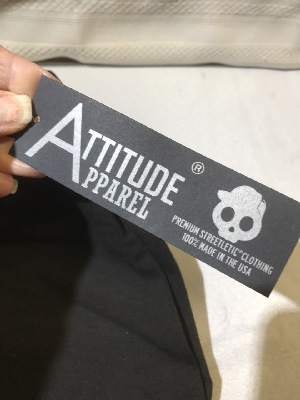 ATTITUDE®
APPAREL
PREMIUM STREETLETIC® CLOTHING
100% MADE IN THE USA